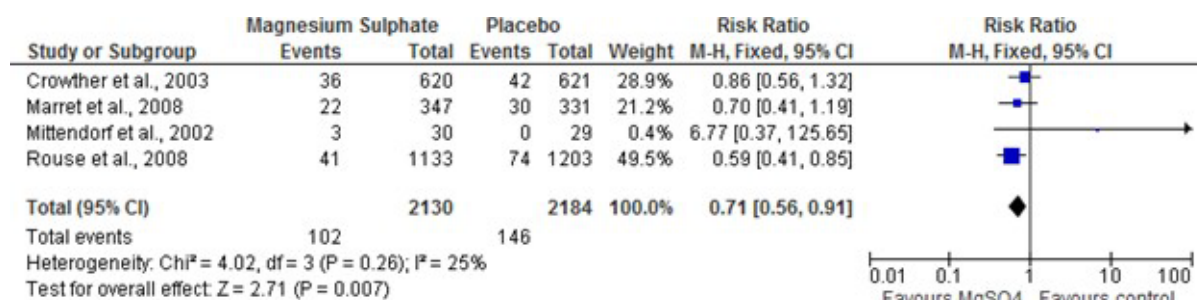 Magnesium Sulphate Placebo Risk Ratio Risk Ratio
Study or Subgroup Events Total Events Total Weight M-H, Fixed, 95% CI M-H, Fixed, 95% CI
Crowther et al., 2003 36 620 42 621 28.9% 0.86 [0.56, 1.32]
Marret et al., 2008 22 347 30 331 21.2% 0.70 [0.41, 1.19]
Mittendorf et al., 2002 3 30 0 29 0.4% 6.77 [0.37, 125.65]
Rouse et al., 2008 41 1133 74 1203 49.5% 0.59 [0.41, 0.85]
Total (95% CI) 2130 2184 100.0% 0.71 [0.56, 0.91]
Total events 102 146
Heterogeneity: Chi² = 4.02, df = 3 (P = 0.26); I² = 25%
Test for overall effect: Z = 2.71 (P = 0.007)
0.01 0.1 1 10 100
Favours MgSO4 Favours control